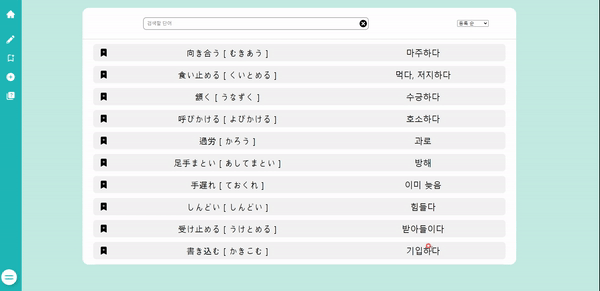 검색할 단어
등록 순
向き合う [ むきあう ] 마주하다
食い止める [ くいとめる ] 먹다, 저지하다
頷く [ うなずく ] 수긍하다
呼びかける [ よびかける ] 호소하다
過労 [ かろう ] 과로
足手まとい [ あしてまとい ] 방해
手遅れ [ ておくれ ] 이미 늦음
しんどい [ しんどい ] 힘들다
受け止める [ うけとめる ] 받아들이다
書き込む [ かきこむ ] 기입하다